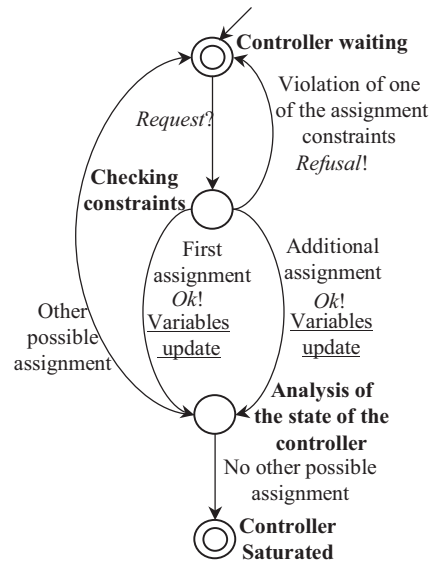 Controller waiting
Violation of one
of the assignment
constraints
Refusal!
Request?
Checking
constraints
First
assignment
Ok!
Variables
update
Additional
assignment
Ok!
Variables
update
Other
possible
assignment
Analysis of
the state of the
controller
No other possible
assignment
Controller
Saturated